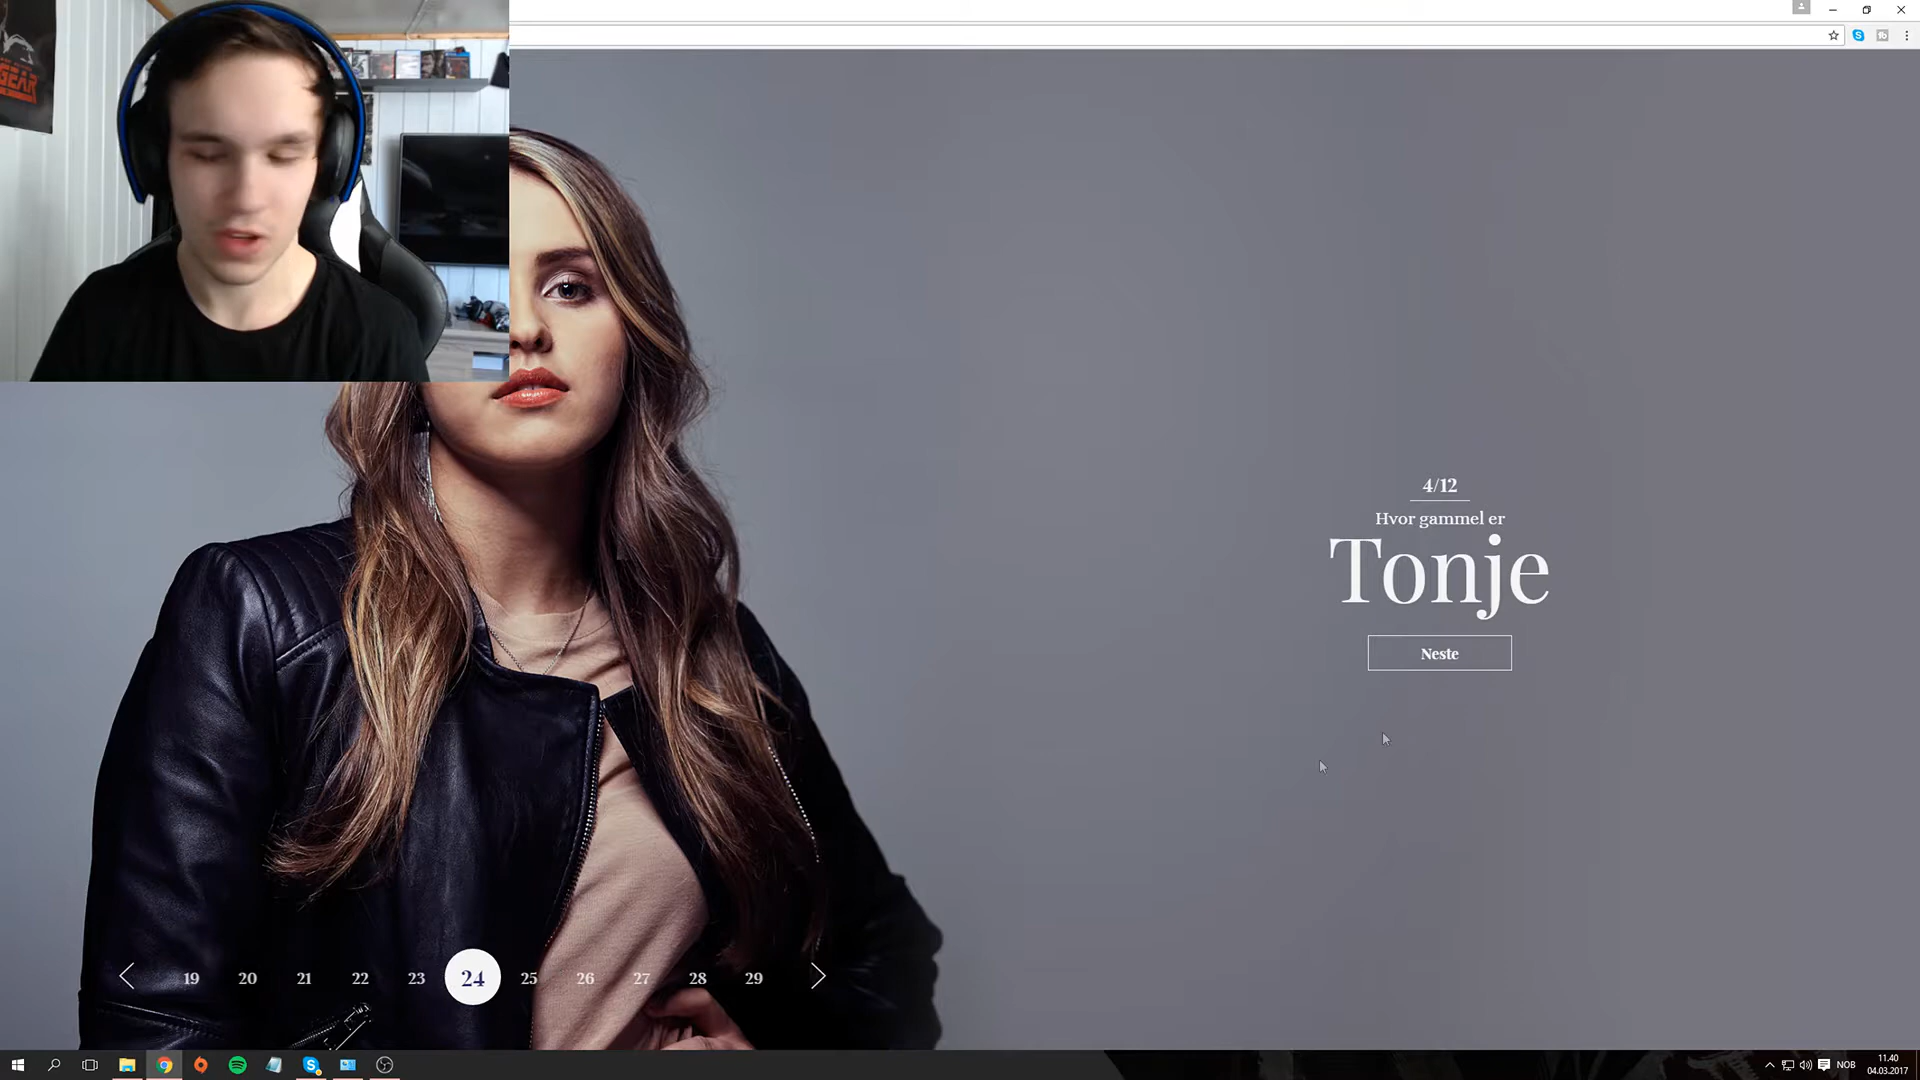 GEAR
4/12
Hvor gammel er
Tonje
Neste
19 20 21 22 23 24 25 26 27 28 29
NOB
11.40
04.03.2017